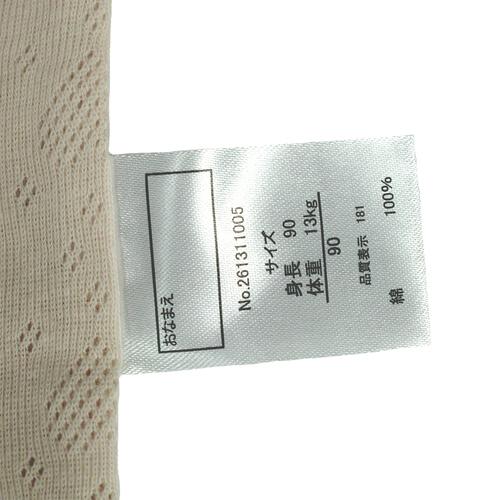 おなまえ
No.261311005
サイズ
身長 90
体重 13kg
90
品質表示 181
綿 100%